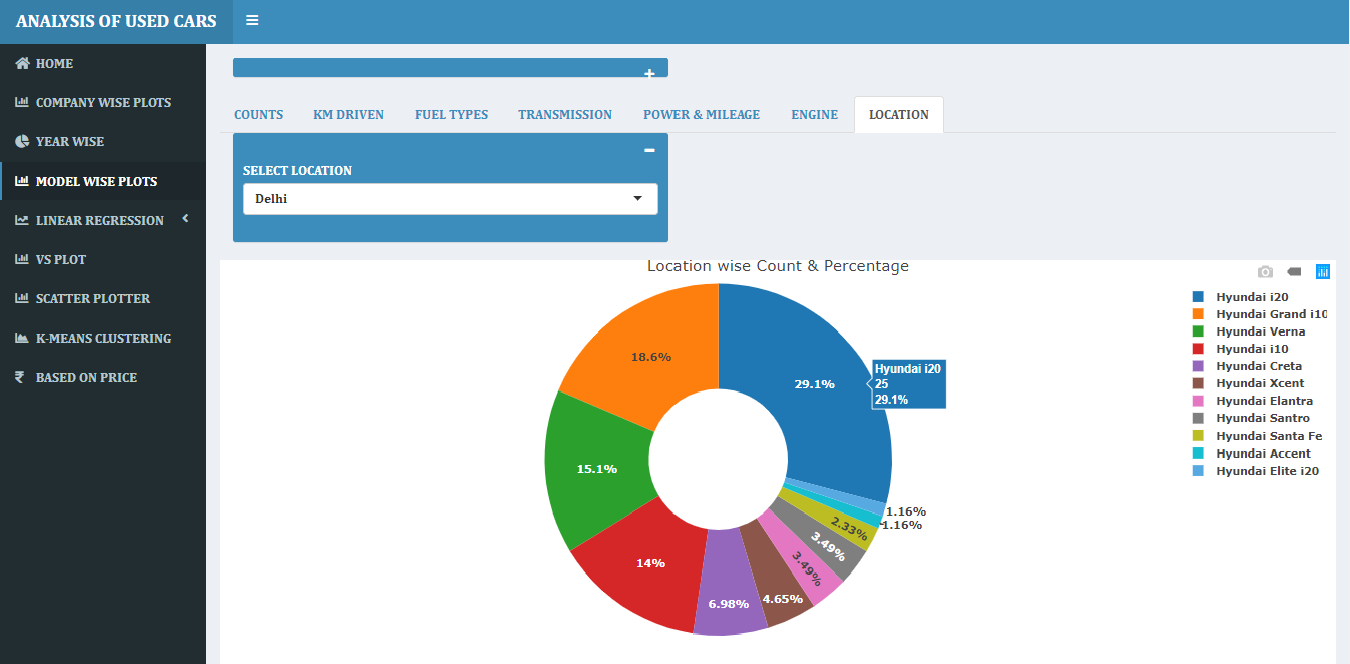 ANALYSIS OF USED CARS
HOME
COMPANY WISE PLOTS
YEAR WISE
MODEL WISE PLOTS
LINEAR REGRESSION
VS PLOT
SCATTER PLOTTER
K-MEANS CLUSTERING
BASED ON PRICE
COUNTS KM DRIVEN FUEL TYPES TRANSMISSION POWER & MILEAGE ENGINE LOCATION
SELECT LOCATION
Delhi
Location wise Count & Percentage
29.1%
Hyundai i20
25
29.1%
18.6%
15.1%
14%
6.98%
4.65%
3.49%
3.49%
2.33%
1.16%
1.16%
Hyundai i20
Hyundai Grand i10
Hyundai Verna
Hyundai i10
Hyundai Creta
Hyundai Xcent
Hyundai Elantra
Hyundai Santro
Hyundai Santa Fe
Hyundai Accent
Hyundai Elite i20